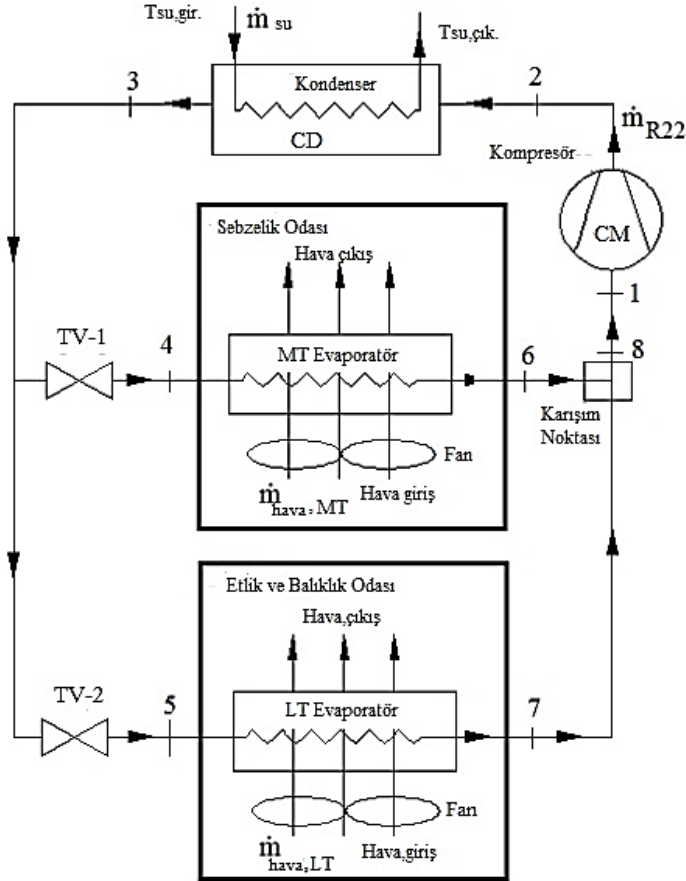 Tsu,gir.
ṁ su
Tsu,çık.
3
Kondenser
CD
2
ṁ R22
Kompresör
CM
1
Sebzelik Odası
Hava çıkış
TV-1
4
MT Evaporatör
6
8
Karışım
Noktası
Fan
ṁ hava,MT
Hava giriş
Etlik ve Balıklık Odası
Hava,çıkış
TV-2
5
LT Evaporatör
7
Fan
ṁ hava,LT
Hava,giriş